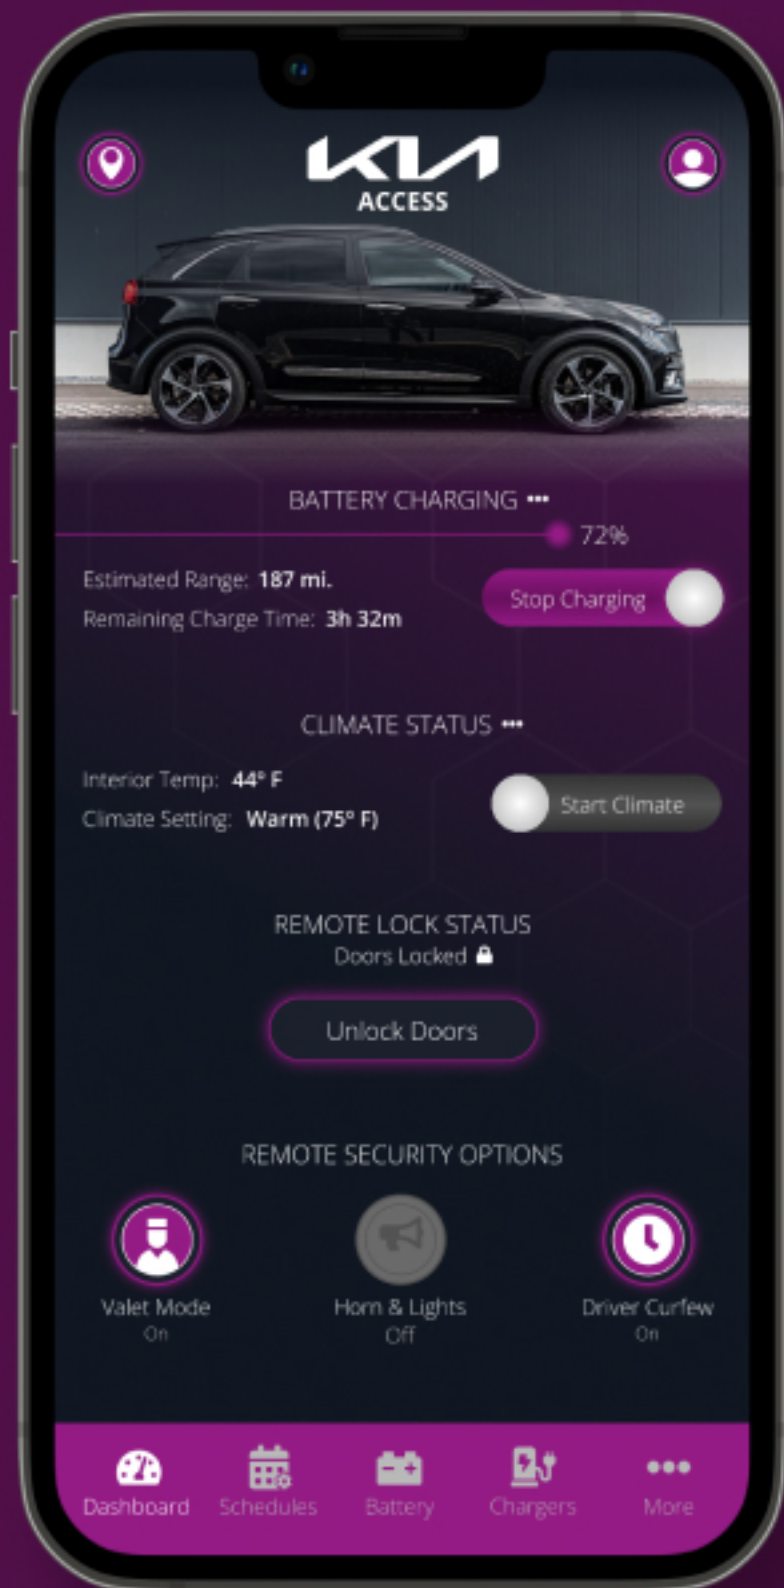 KIA
ACCESS
BATTERY CHARGING •••
72%
Estimated Range: 187 mi.
Remaining Charge Time: 3h 32m
Stop Charging
CLIMATE STATUS •••
Interior Temp: 44° F
Climate Setting: Warm (75° F)
Start Climate
REMOTE LOCK STATUS
Doors Locked
Unlock Doors
REMOTE SECURITY OPTIONS
Valet Mode
On
Horn & Lights
Off
Driver Curfew
On
Dashboard
Schedules
Battery
Chargers
More